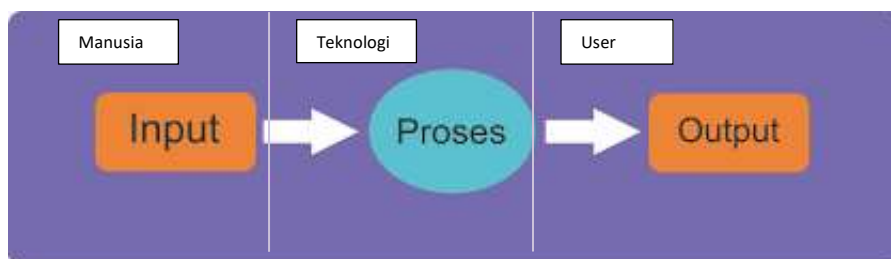 Manusia
Teknologi
User
Input
Proses
Output